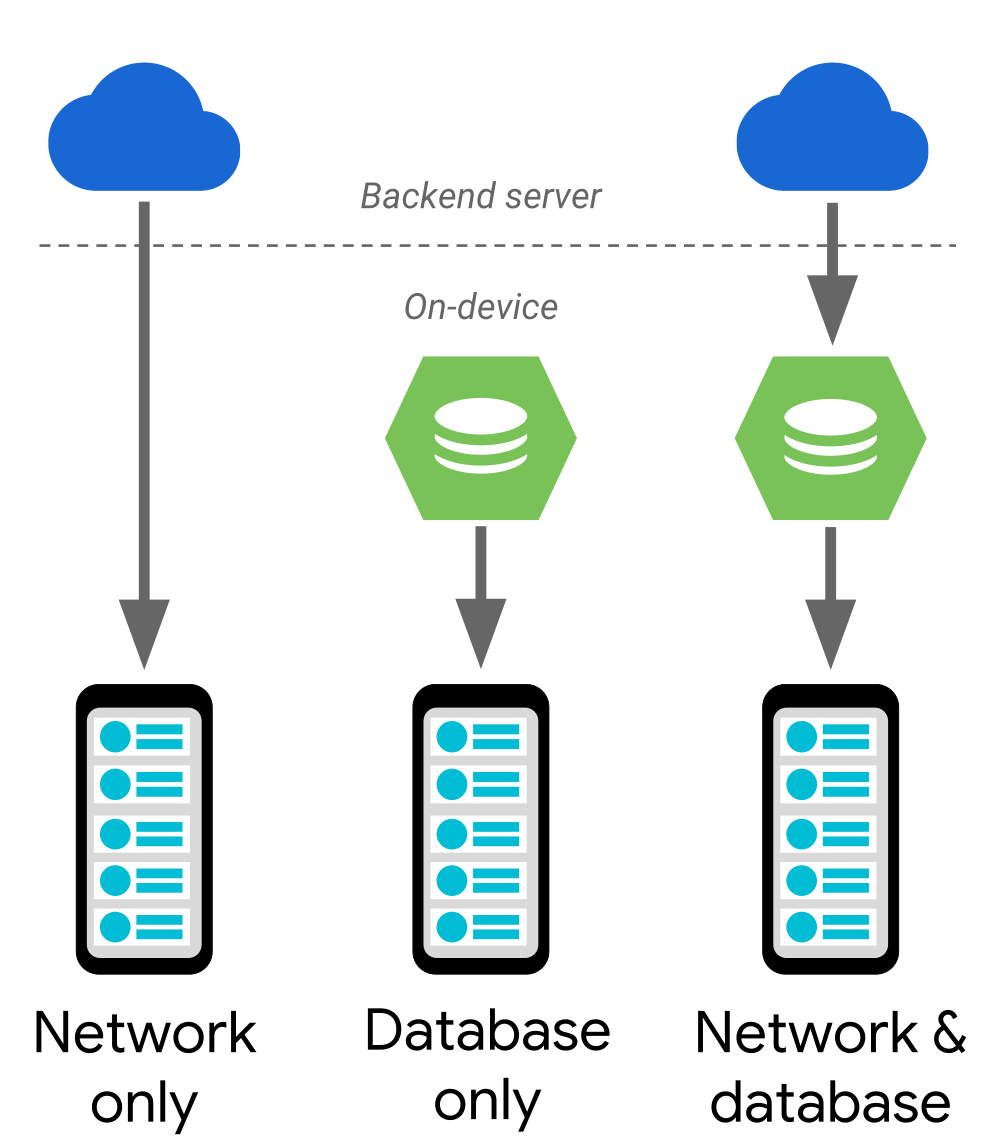 Backend server
On-device
Network
only
Database
only
Network &
database